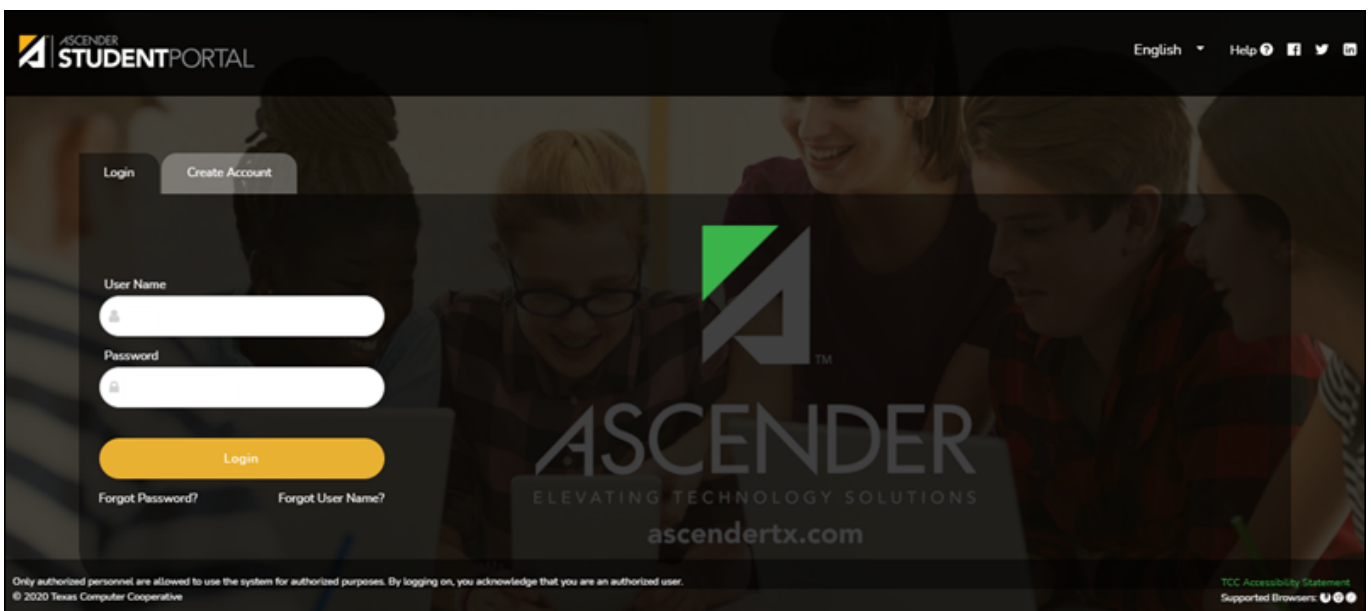 ASCENDER
STUDENTPORTAL
English
Help
Login
Create Account
User Name
Password
Login
Forgot Password?
Forgot User Name?
TM
ASCENDER
ELEVATING TECHNOLOGY SOLUTIONS
ascendertx.com
Only authorized personnel are allowed to use the system for authorized purposes. By logging on, you acknowledge that you are an authorized user.
© 2020 Texas Computer Cooperative
TCC Accessibility Statement
Supported Browsers: